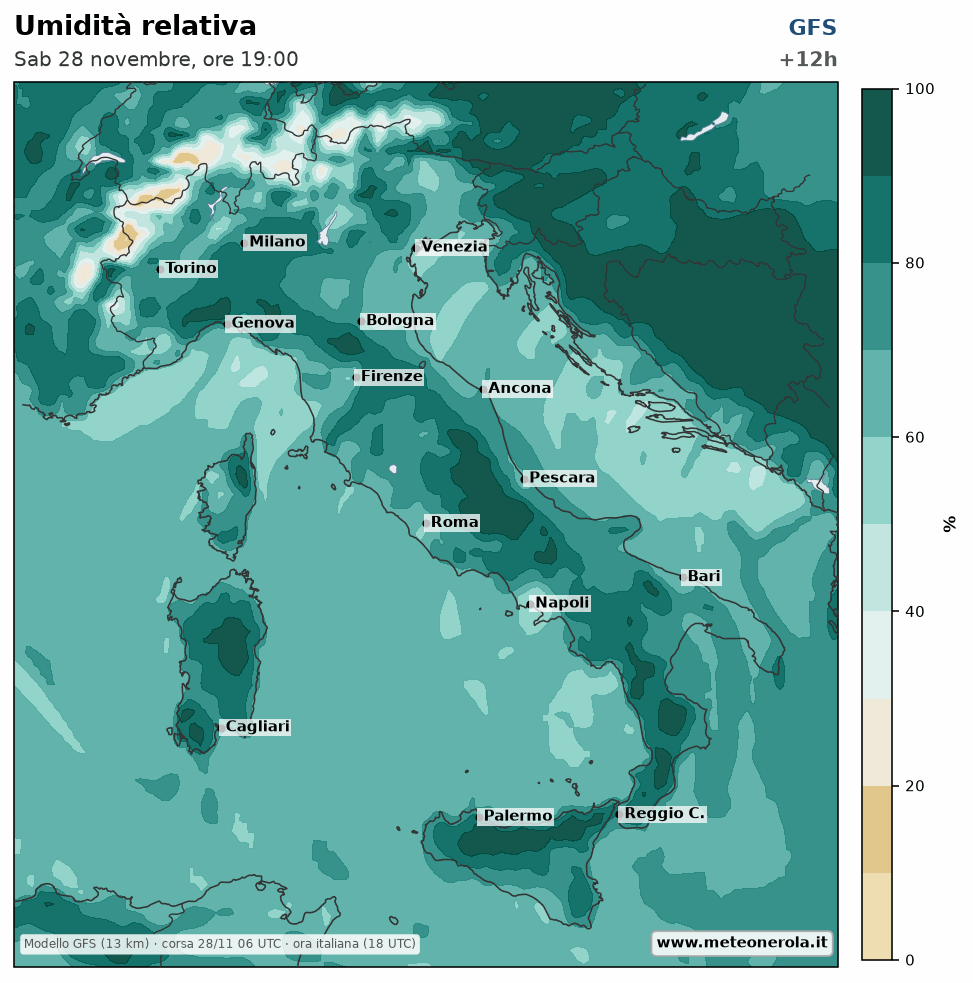 Umidità relativa
GFS
Sab 28 novembre, ore 19:00
+12h
100
80
60
40
20
0
%
Milano
Venezia
Torino
Genova
Bologna
Firenze
Ancona
Pescara
Roma
Bari
Napoli
Cagliari
Palermo
Reggio C.
Modello GFS (13 km) · corsa 28/11 06 UTC · ora italiana (18 UTC)
www.meteonerola.it